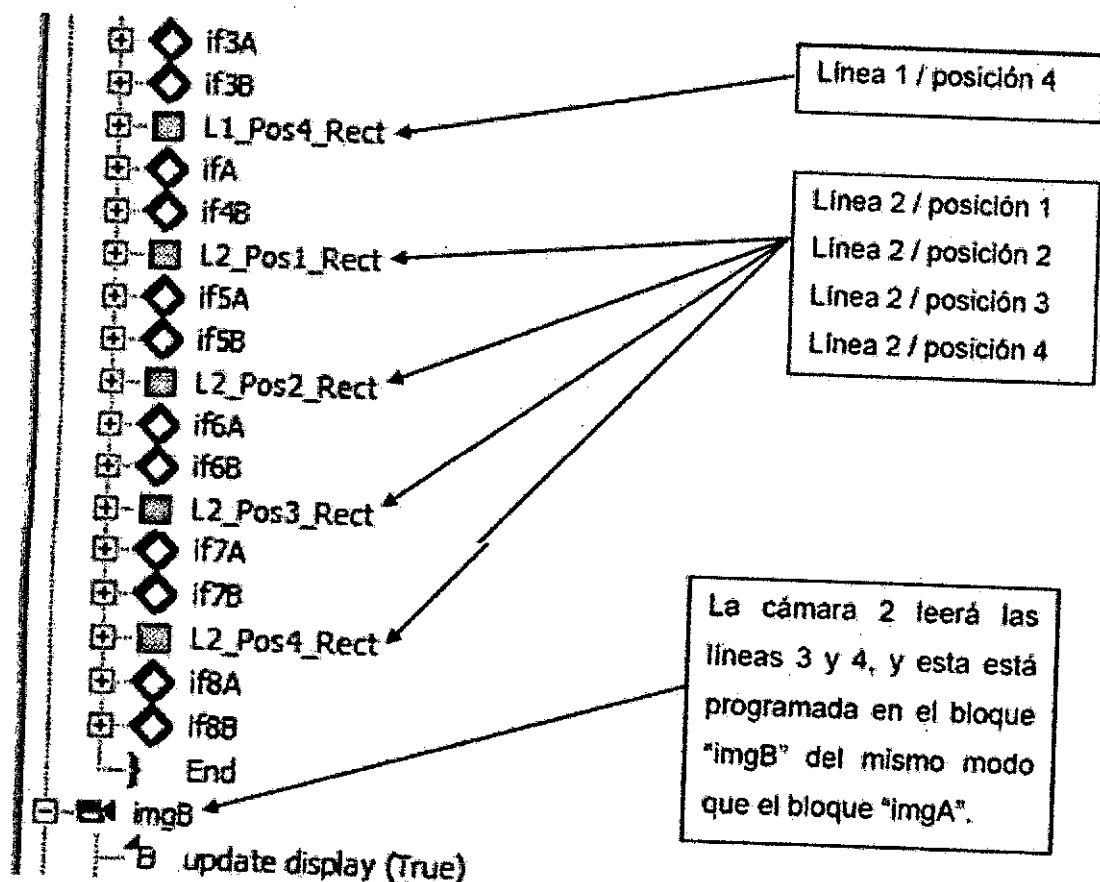 if3A
if3B
L1_Pos4_Rect
ifA
if4B
L2_Pos1_Rect
if5A
if5B
L2_Pos2_Rect
if6A
if6B
L2_Pos3_Rect
if7A
if7B
L2_Pos4_Rect
if8A
if8B
End
imgB
B update display (True)
Línea 1 / posición 4
Línea 2 / posición 1
Línea 2 / posición 2
Línea 2 / posición 3
Línea 2 / posición 4
La cámara 2 leerá las
líneas 3 y 4, y esta está
programada en el bloque
"imgB" del mismo modo
que el bloque "imgA".